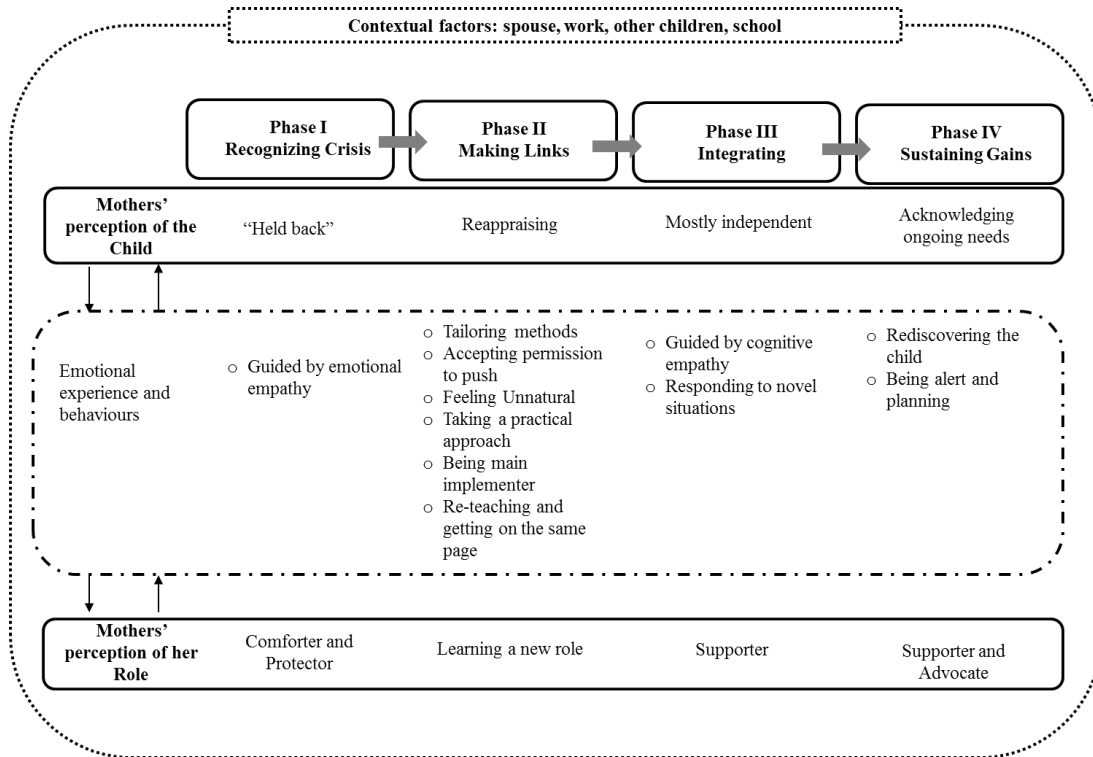 Contextual factors: spouse, work, other children, school
Phase I
Recognizing Crisis
Phase II
Making Links
Phase III
Integrating
Phase IV
Sustaining Gains
Mothers’
perception of the
Child
“Held back”
Reappraising
Mostly independent
Acknowledging
ongoing needs
Emotional
experience and
behaviours
o Guided by emotional
empathy
o Tailoring methods
o Accepting permission
to push
o Feeling Unnatural
o Taking a practical
approach
o Being main
implementer
o Re-teaching and
getting on the same
page
o Guided by cognitive
empathy
o Responding to novel
situations
o Rediscovering the
child
o Being alert and
planning
Mothers’
perception of her
Role
Comforter and
Protector
Learning a new role
Supporter
Supporter and
Advocate